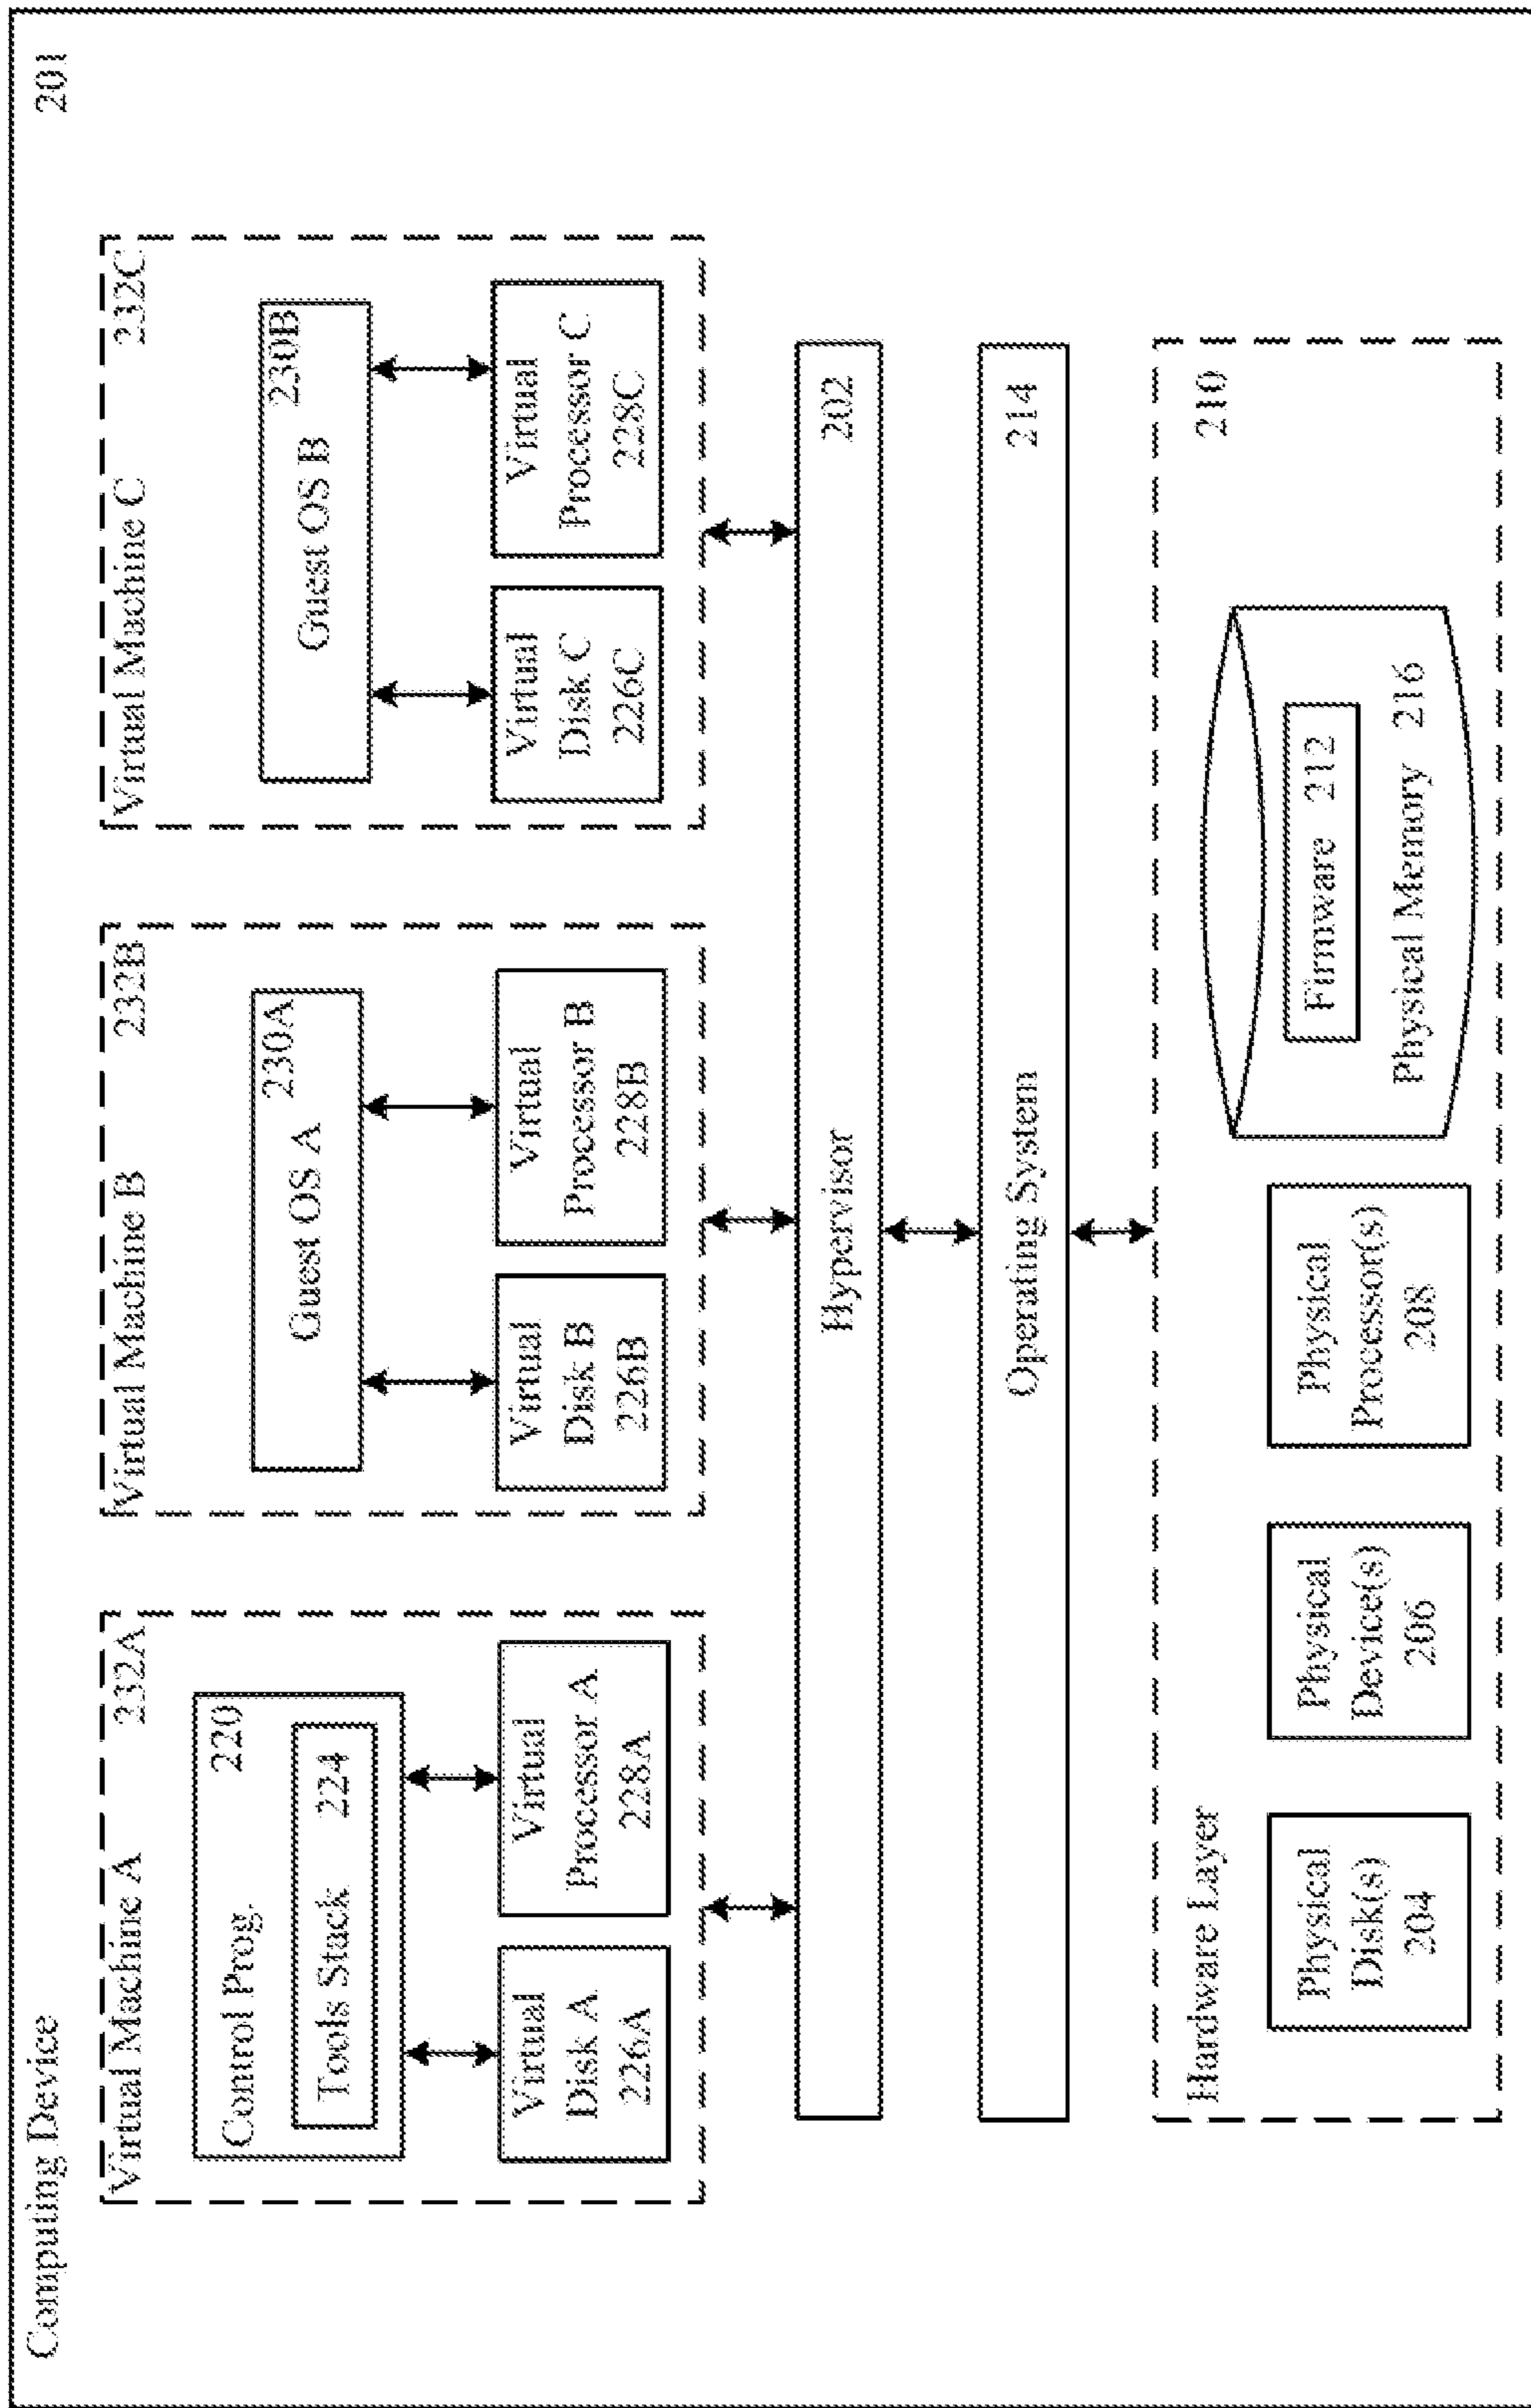 Computing Device
201
Virtual Machine A
232A
Control Prog.
220
Tools Stack 224
Virtual
Disk A
226A
Virtual
Processor A
228A
Virtual Machine B
232B
Guest OS A
230A
Virtual
Disk B
226B
Virtual
Processor B
228B
Virtual Machine C
232C
Guest OS B
230B
Virtual
Disk C
226C
Virtual
Processor C
228C
Hypervisor
202
Operating System
214
Hardware Layer
210
Physical
Disk(s)
204
Physical
Device(s)
206
Physical
Processor(s)
208
Firmware 212
Physical Memory 216